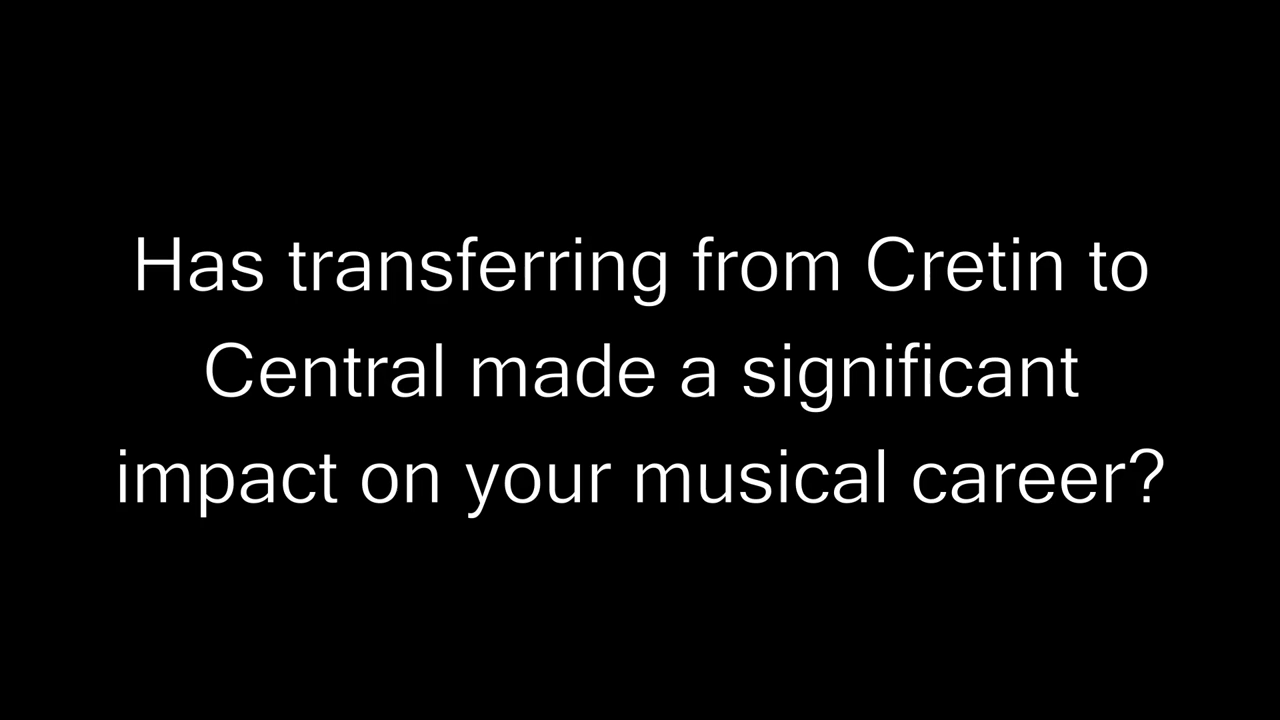 Has transferring from Cretin to
Central made a significant
impact on your musical career?